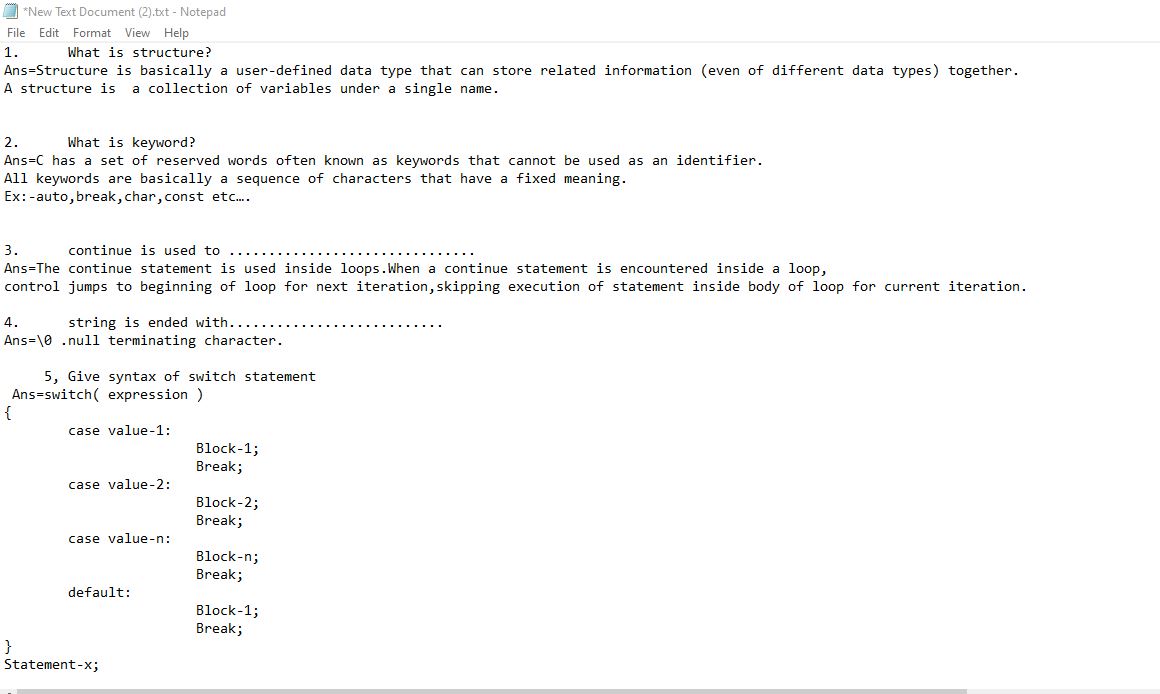 *New Text Document (2).txt - Notepad
File Edit Format View Help
1. What is structure?
Ans=Structure is basically a user-defined data type that can store related information (even of different data types) together.
A structure is  a collection of variables under a single name.
2. What is keyword?
Ans=C has a set of reserved words often known as keywords that cannot be used as an identifier.
All keywords are basically a sequence of characters that have a fixed meaning.
Ex:-auto,break,char,const etc….
3. continue is used to ...............................
Ans=The continue statement is used inside loops.When a continue statement is encountered inside a loop,
control jumps to beginning of loop for next iteration,skipping execution of statement inside body of loop for current iteration.
4. string is ended with...........................
Ans=\0 .null terminating character.
5, Give syntax of switch statement
Ans=switch( expression )
{
case value-1:
Block-1;
Break;
case value-2:
Block-2;
Break;
case value-n:
Block-n;
Break;
default:
Block-1;
Break;
}
Statement-x;